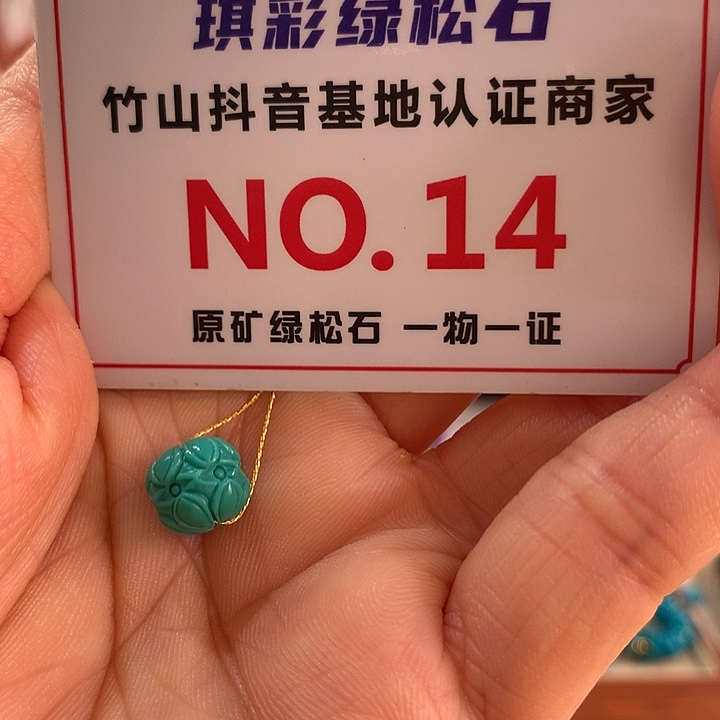 琪彩绿松石
竹山抖音基地认证商家
NO.14
原矿绿松石 一物一证